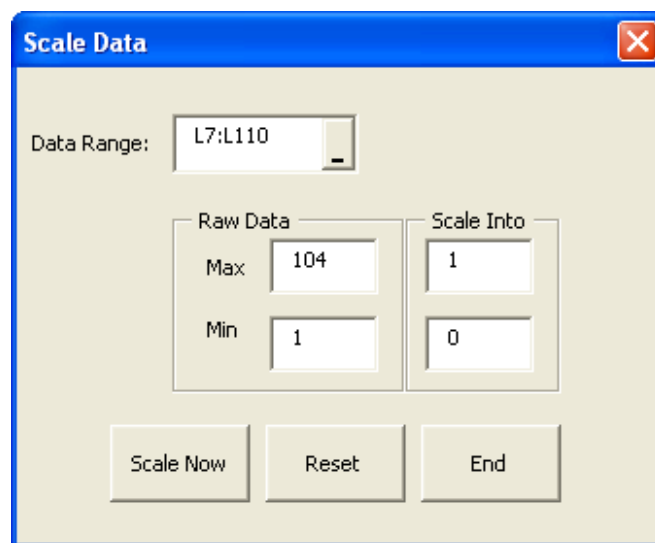 Scale Data
Data Range: L7:L110 _
Raw Data Scale Into
Max 104 1
Min 1 0
Scale Now Reset End